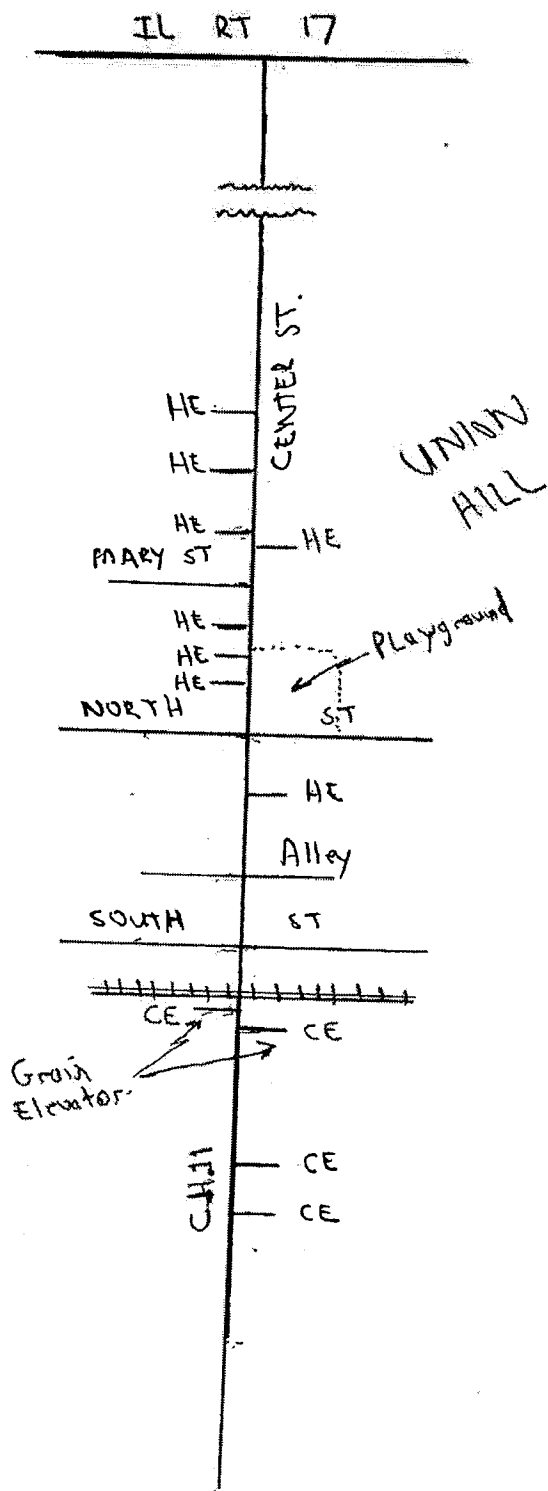 IL RT 17
CENTER ST.
UNION
HILL
HE
HE
HE
HE
MARY ST
HE
HE
HE
Playground
NORTH ST
HE
Alley
SOUTH ST
CE
CE
Grain
Elevator
CE
CE